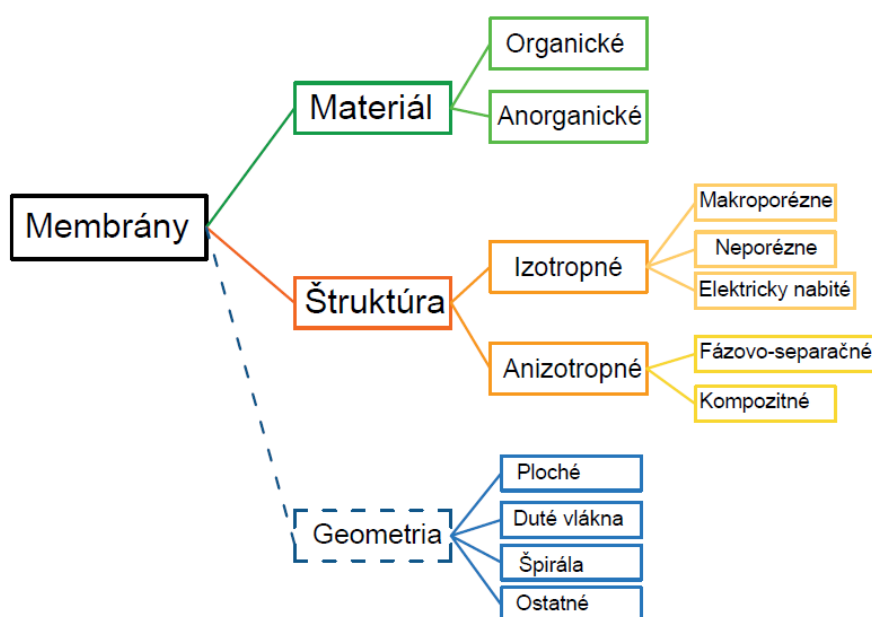 Membrány
Materiál
Organické
Anorganické
Štruktúra
Izotropné
Makroporézne
Neporézne
Elektricky nabité
Anizotropné
Fázovo-separačné
Kompozitné
Geometria
Ploché
Duté vlákna
Špirála
Ostatné